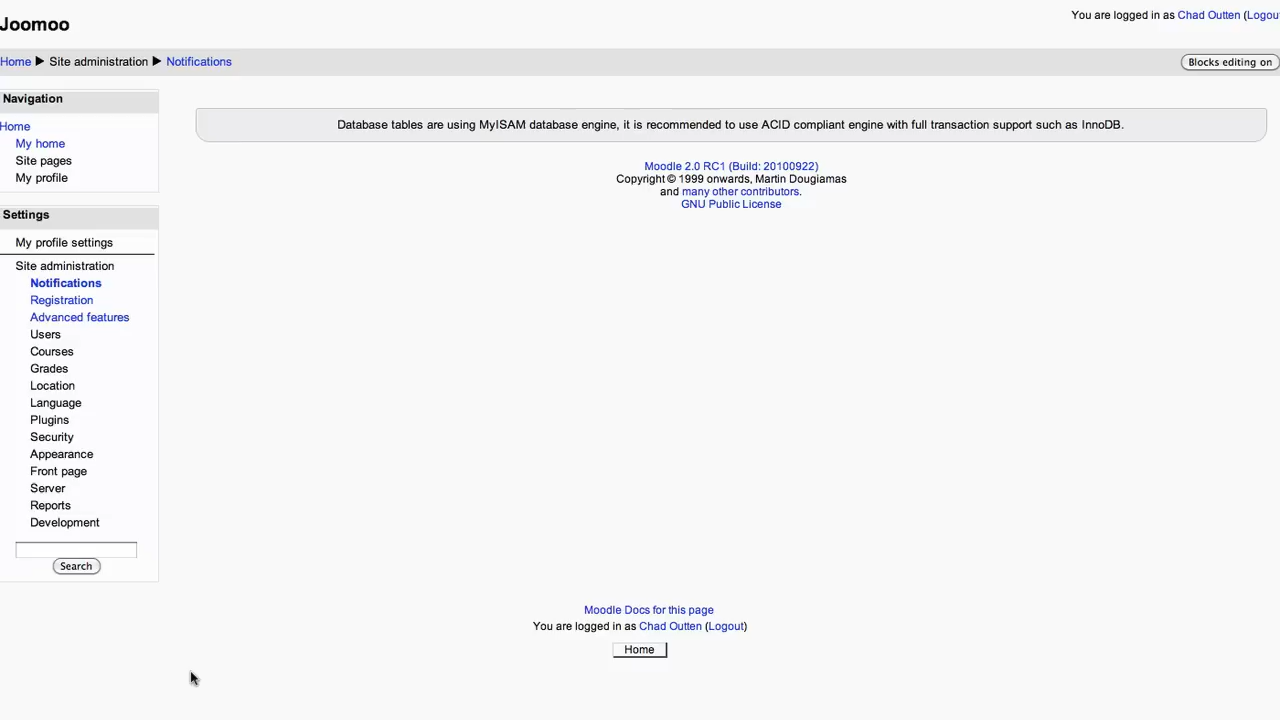 Joomoo
You are logged in as Chad Outten (Logou
Home ► Site administration ► Notifications
Blocks editing on
Navigation
Home
My home
Site pages
My profile
Settings
My profile settings
Site administration
Notifications
Registration
Advanced features
Users
Courses
Grades
Location
Language
Plugins
Security
Appearance
Front page
Server
Reports
Development
Search
Database tables are using MyISAM database engine, it is recommended to use ACID compliant engine with full transaction support such as InnoDB.
Moodle 2.0 RC1 (Build: 20100922)
Copyright © 1999 onwards, Martin Dougiamas
and many other contributors.
GNU Public License
Moodle Docs for this page
You are logged in as Chad Outten (Logout)
Home